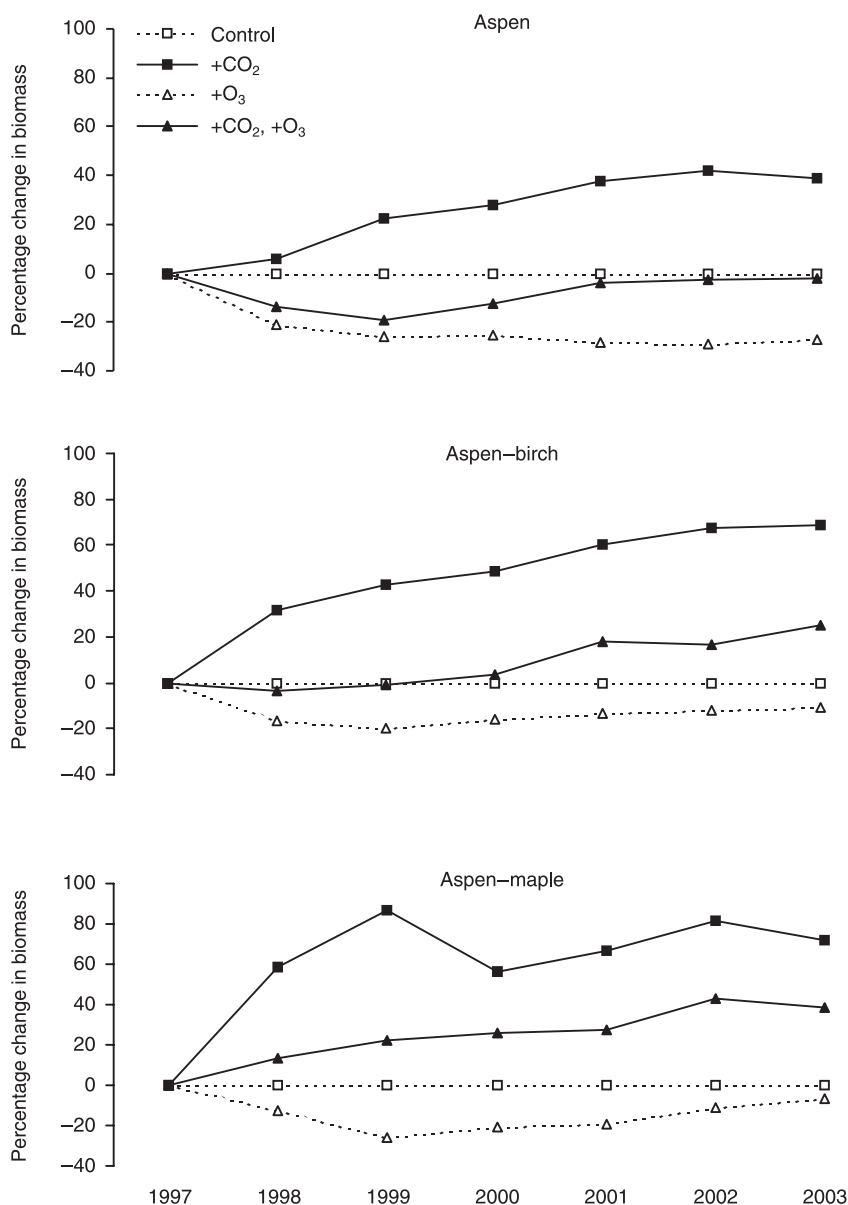 Aspen
Control
+CO₂
+O₃
+CO₂, +O₃
Percentage change in biomass
100
80
60
40
20
0
−20
−40
Aspen−birch
Percentage change in biomass
100
80
60
40
20
0
−20
−40
Aspen−maple
Percentage change in biomass
100
80
60
40
20
0
−20
−40
1997 1998 1999 2000 2001 2002 2003